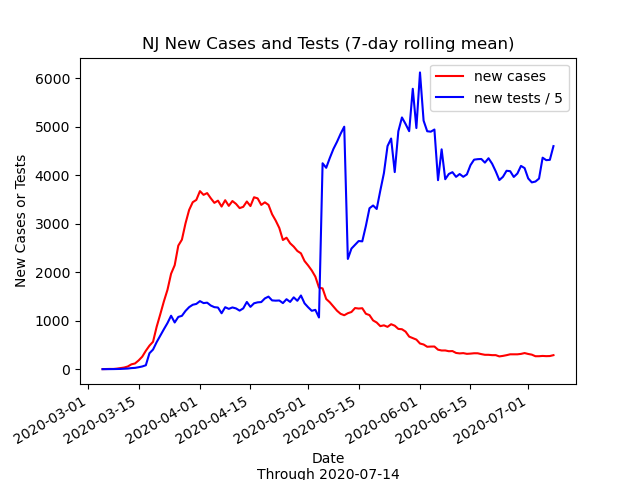 NJ New Cases and Tests (7-day rolling mean)
new cases
new tests / 5
New Cases or Tests
6000
5000
4000
3000
2000
1000
0
2020-03-01
2020-03-15
2020-04-01
2020-04-15
2020-05-01
2020-05-15
2020-06-01
2020-06-15
2020-07-01
Date
Through 2020-07-14